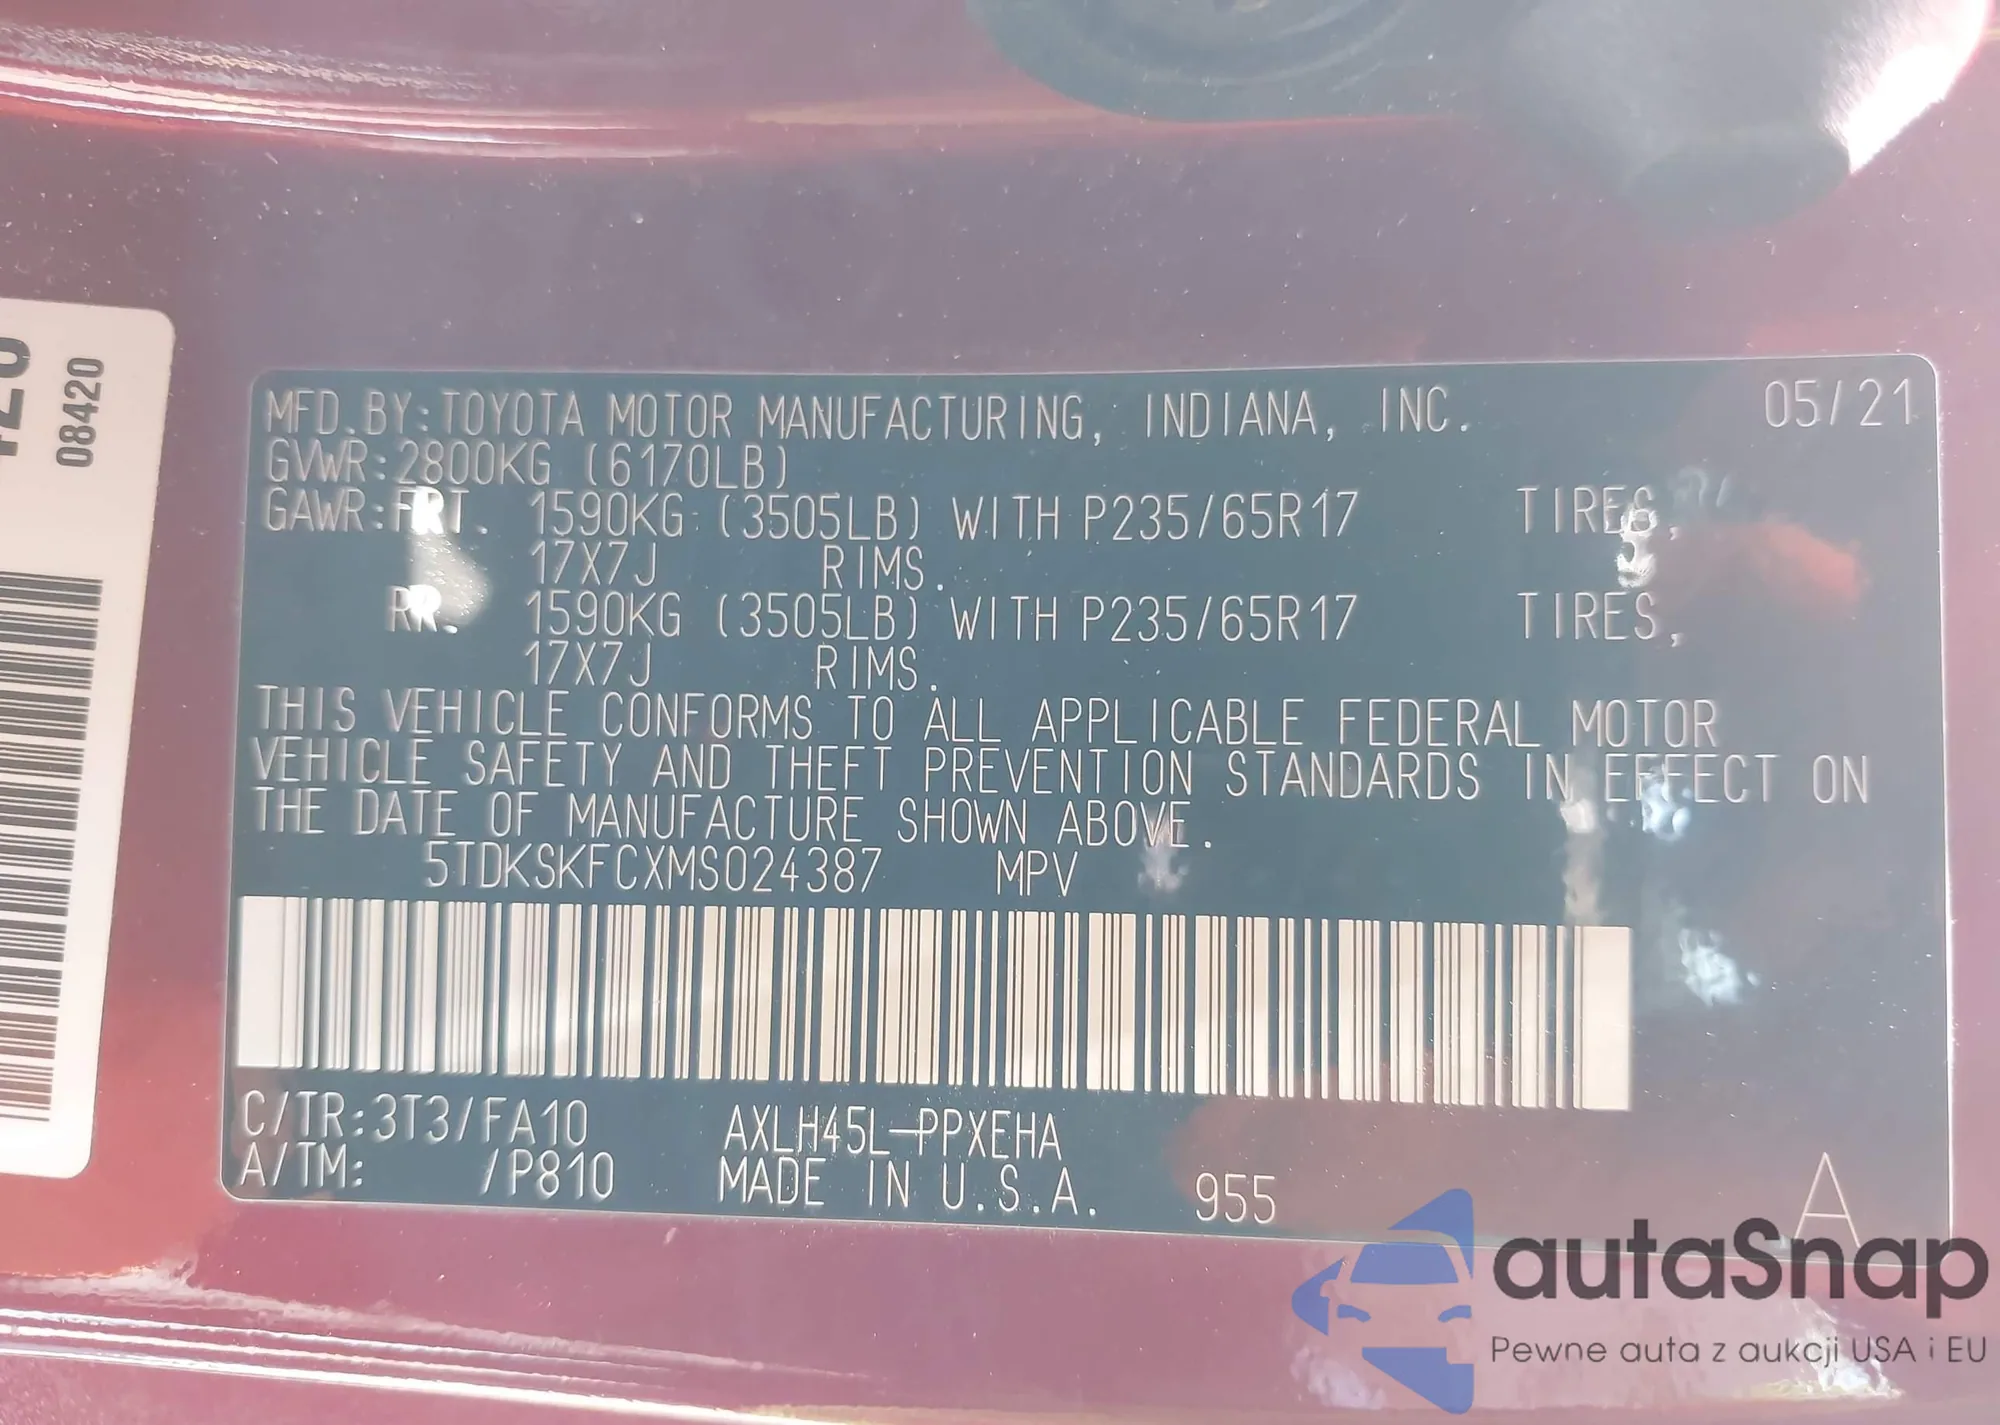 08420
MFD.BY:TOYOTA MOTOR MANUFACTURING, INDIANA, INC. 05/21
GVWR:2800KG (6170LB)
GAWR:FRT. 1590KG (3505LB) WITH P235/65R17 TIRES,
17X7J RIMS.
RR. 1590KG (3505LB) WITH P235/65R17 TIRES,
17X7J RIMS.
THIS VEHICLE CONFORMS TO ALL APPLICABLE FEDERAL MOTOR
VEHICLE SAFETY AND THEFT PREVENTION STANDARDS IN EFFECT ON
THE DATE OF MANUFACTURE SHOWN ABOVE.
5TDKSKFCXMS024387 MPV
C/TR:3T3/FA10 AXLH45L-PPXEHA
A/TM: /P810 MADE IN U.S.A. 955 A
autaSnap
Pewne auta z aukcji USA i EU